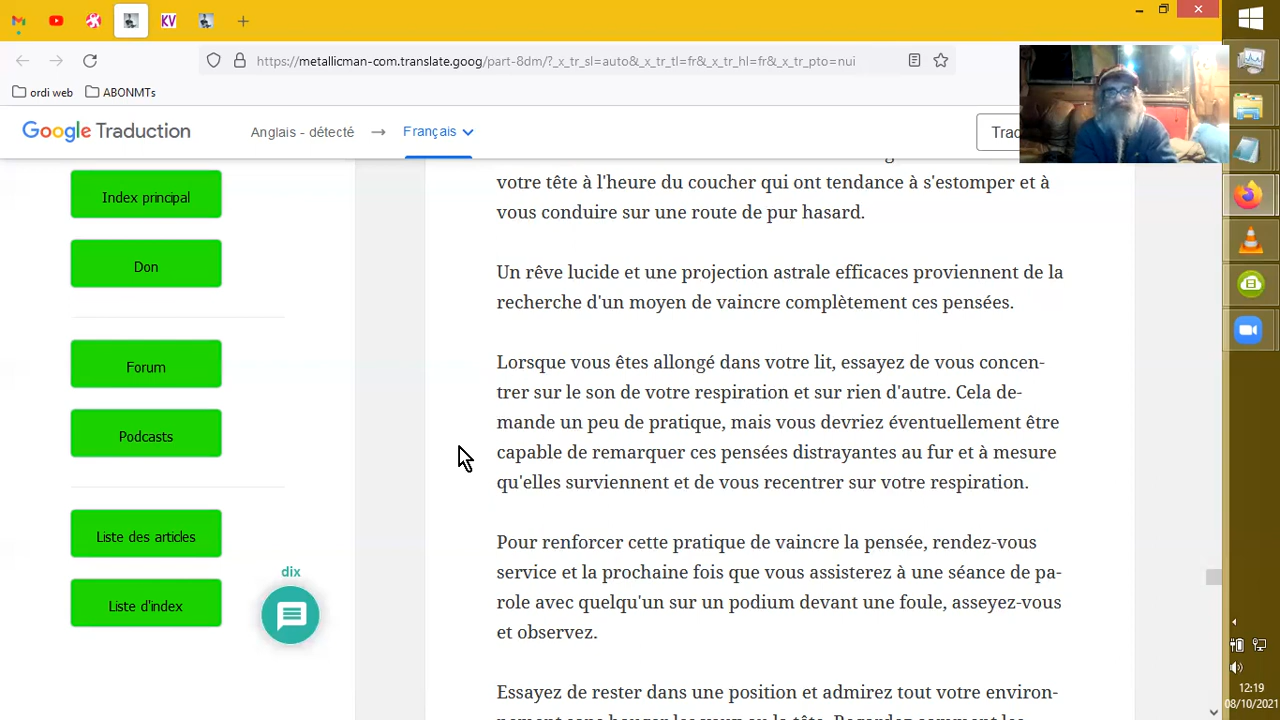 KV
https://metallicman-com.translate.goog/part-8dm/?_x_tr_sl=auto&_x_tr_tl=fr&_x_tr_hl=fr&_x_tr_pto=nui
ordi web
ABONMTs
Google Traduction
Anglais - détecté
Français
Trad
Index principal
Don
Forum
Podcasts
Liste des articles
dix
Liste d'index
votre tête à l'heure du coucher qui ont tendance à s'estomper et à
vous conduire sur une route de pur hasard.
Un rêve lucide et une projection astrale efficaces proviennent de la
recherche d'un moyen de vaincre complètement ces pensées.
Lorsque vous êtes allongé dans votre lit, essayez de vous concen-
trer sur le son de votre respiration et sur rien d'autre. Cela de-
mande un peu de pratique, mais vous devriez éventuellement être
capable de remarquer ces pensées distrayantes au fur et à mesure
qu'elles surviennent et de vous recentrer sur votre respiration.
Pour renforcer cette pratique de vaincre la pensée, rendez-vous
service et la prochaine fois que vous assisterez à une séance de pa-
role avec quelqu'un sur un podium devant une foule, asseyez-vous
et observez.
Essayez de rester dans une position et admirez tout votre environ-
12:19
08/10/2021